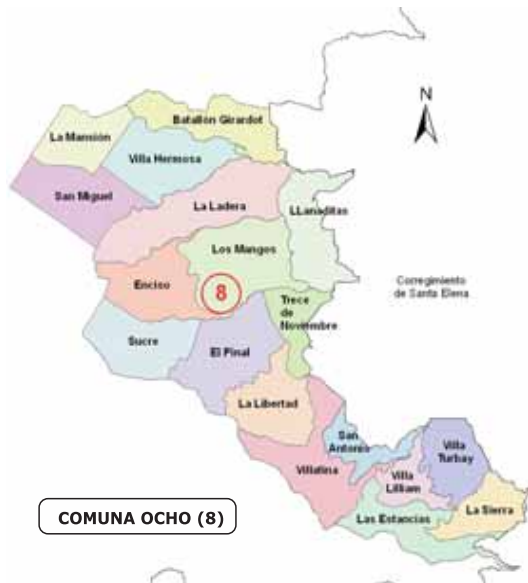 N
Batallón Girardot
La Mansión
Villa Hermosa
San Miguel
La Ladera
LLanaditas
Los Mangos
Enciso
8
Corregimiento
de Santa Elena
Trece
de
Noviembre
Sucre
El Pinal
La Libertad
San
Antonio
Villa
Turbay
Villatina
Villa
Lilliam
La Sierra
Las Estancias
COMUNA OCHO (8)